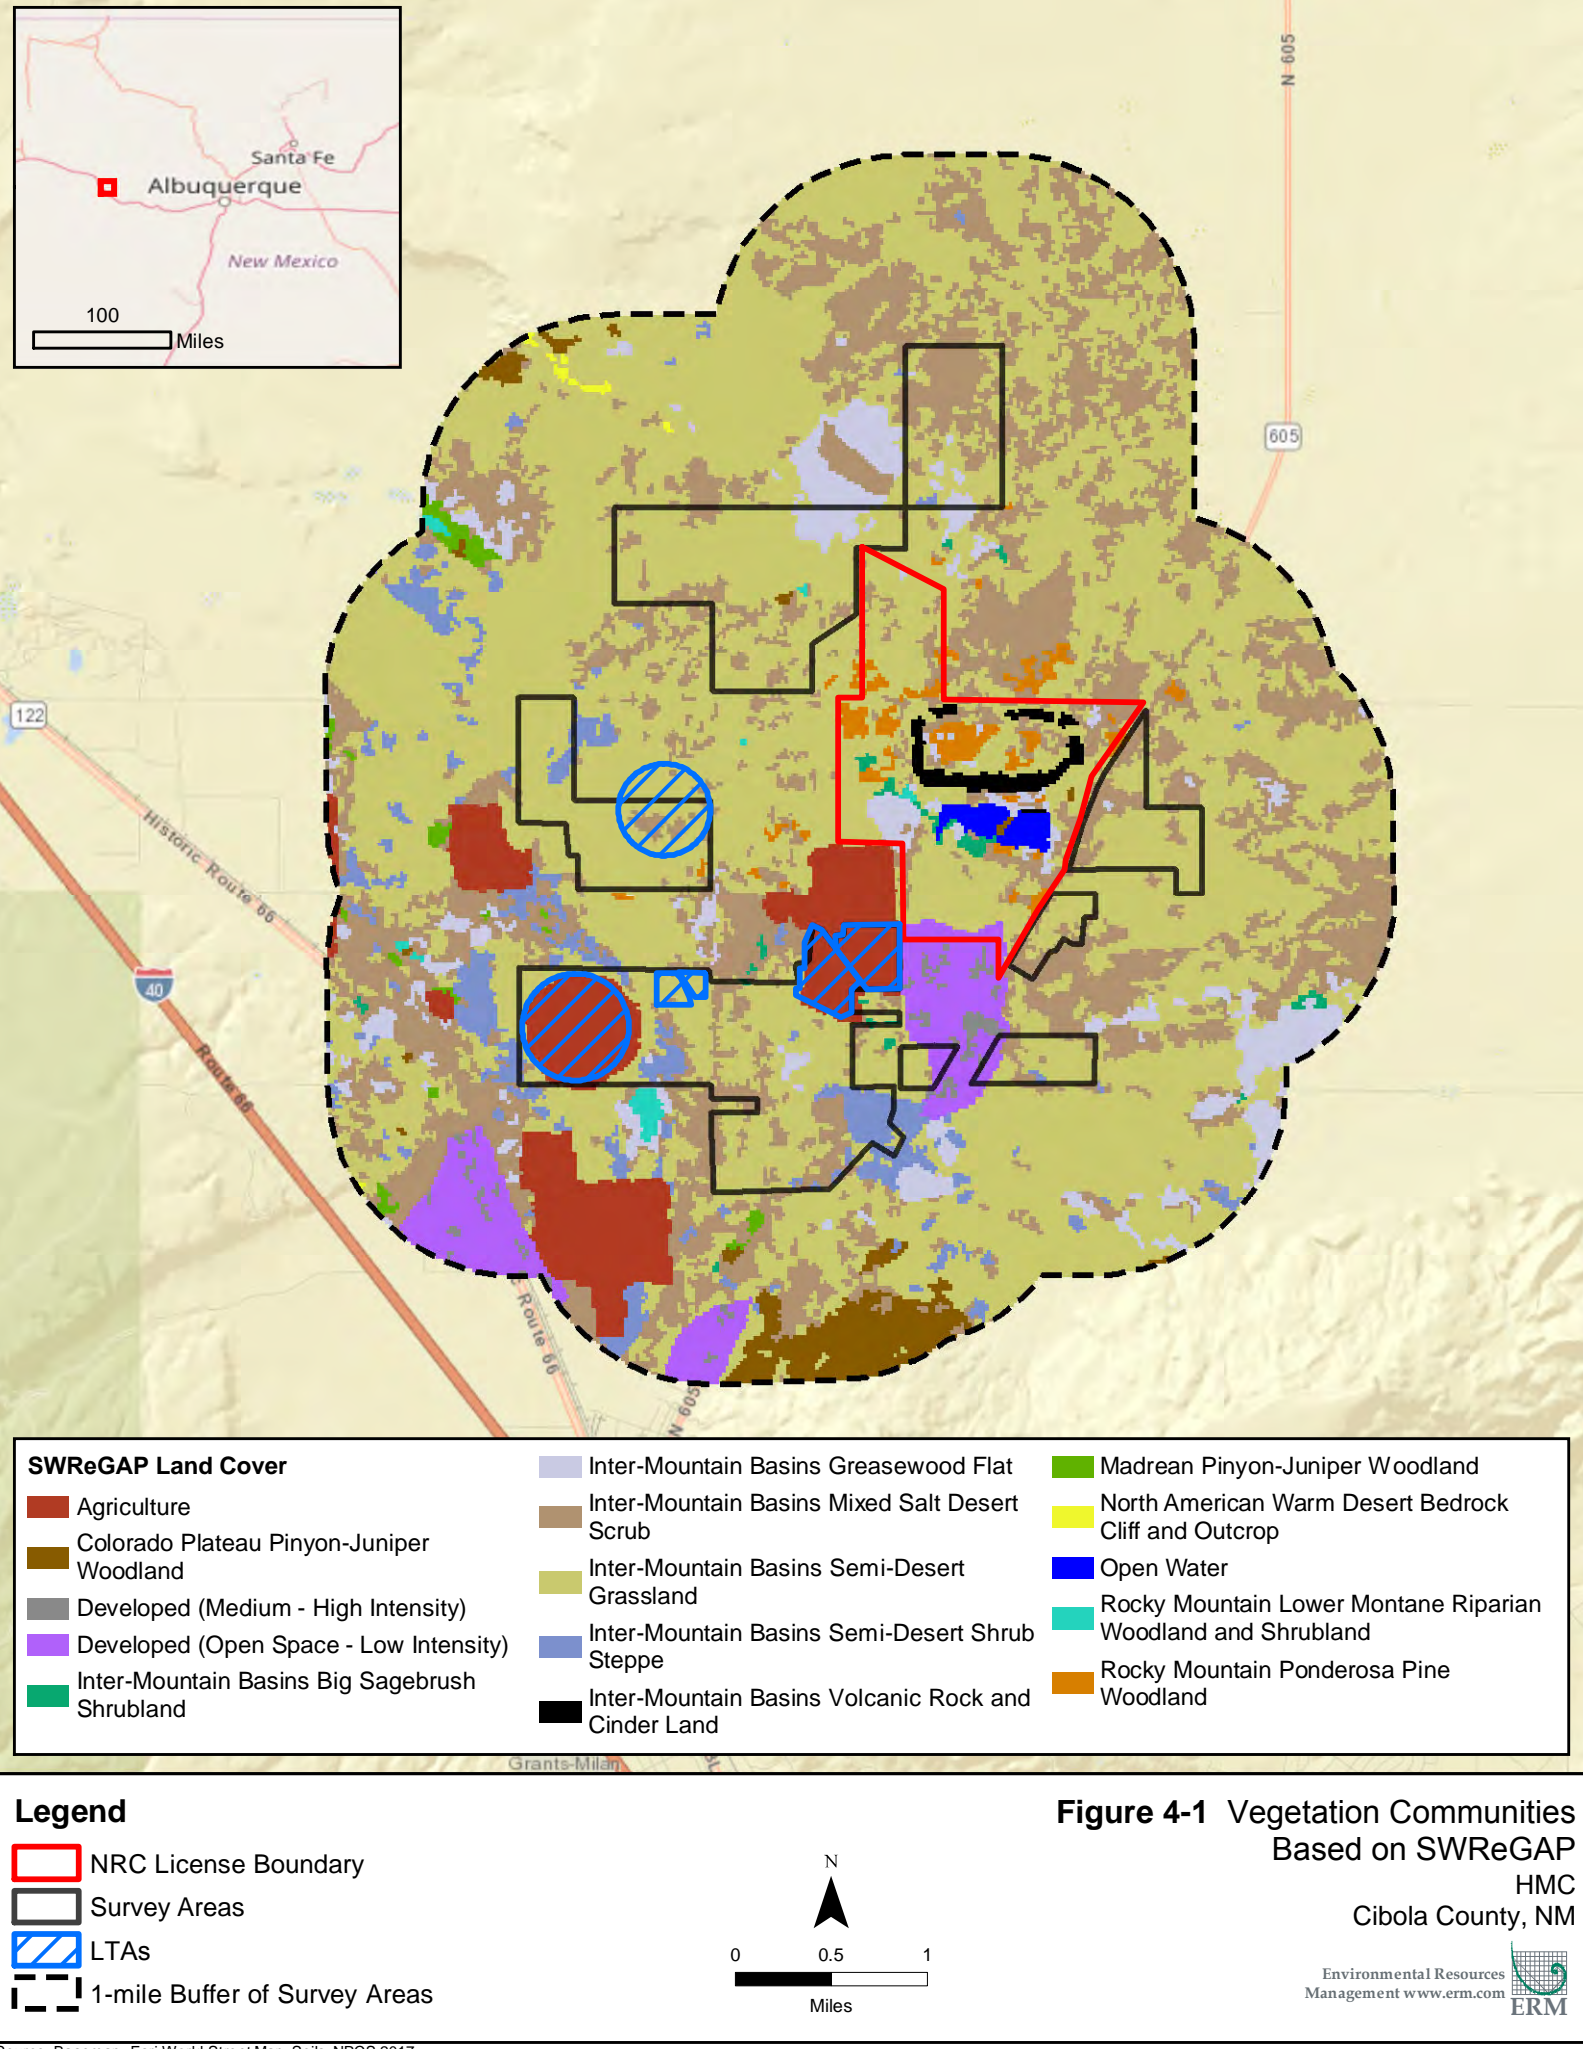 Santa Fe
Albuquerque
New Mexico
100
Miles
N 605
605
122
Historic Route 66
40
Route 66
Route 66
N 605
SWReGAP Land Cover
Agriculture
Colorado Plateau Pinyon-Juniper
Woodland
Developed (Medium - High Intensity)
Developed (Open Space - Low Intensity)
Inter-Mountain Basins Big Sagebrush
Shrubland
Inter-Mountain Basins Greasewood Flat
Inter-Mountain Basins Mixed Salt Desert
Scrub
Inter-Mountain Basins Semi-Desert
Grassland
Inter-Mountain Basins Semi-Desert Shrub
Steppe
Inter-Mountain Basins Volcanic Rock and
Cinder Land
Madrean Pinyon-Juniper Woodland
North American Warm Desert Bedrock
Cliff and Outcrop
Open Water
Rocky Mountain Lower Montane Riparian
Woodland and Shrubland
Rocky Mountain Ponderosa Pine
Woodland
Grants-Milan
Legend
NRC License Boundary
Survey Areas
LTAs
1-mile Buffer of Survey Areas
N
0 0.5 1
Miles
Figure 4-1 Vegetation Communities
Based on SWReGAP
HMC
Cibola County, NM
Environmental Resources
Management www.erm.com
ERM